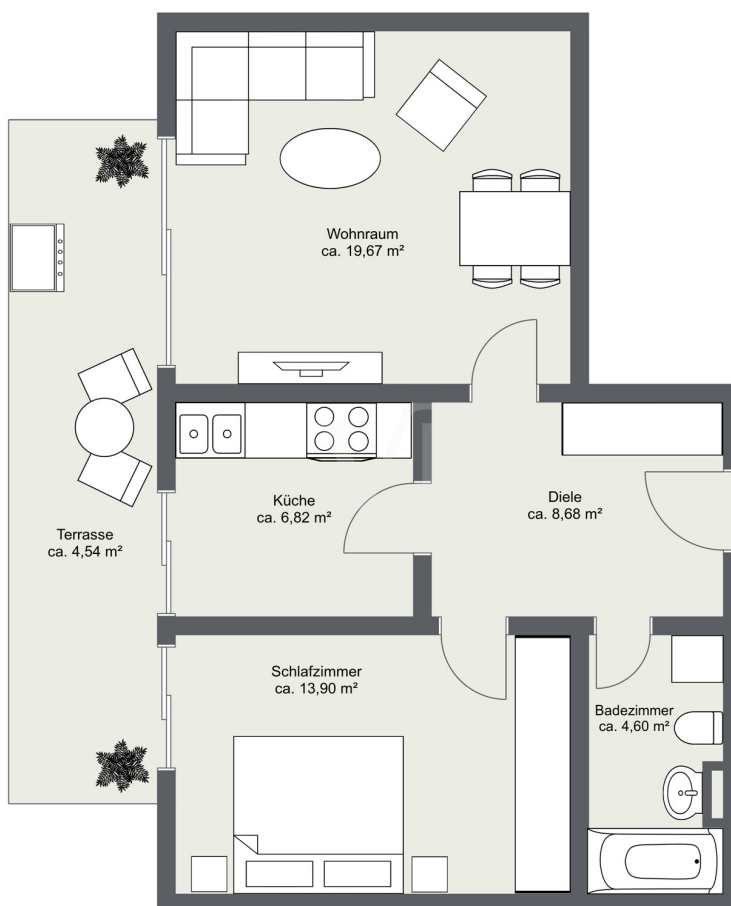 Wohnraum
ca. 19,67 m²
Küche
ca. 6,82 m²
Diele
ca. 8,68 m²
Terrasse
ca. 4,54 m²
Schlafzimmer
ca. 13,90 m²
Badezimmer
ca. 4,60 m²